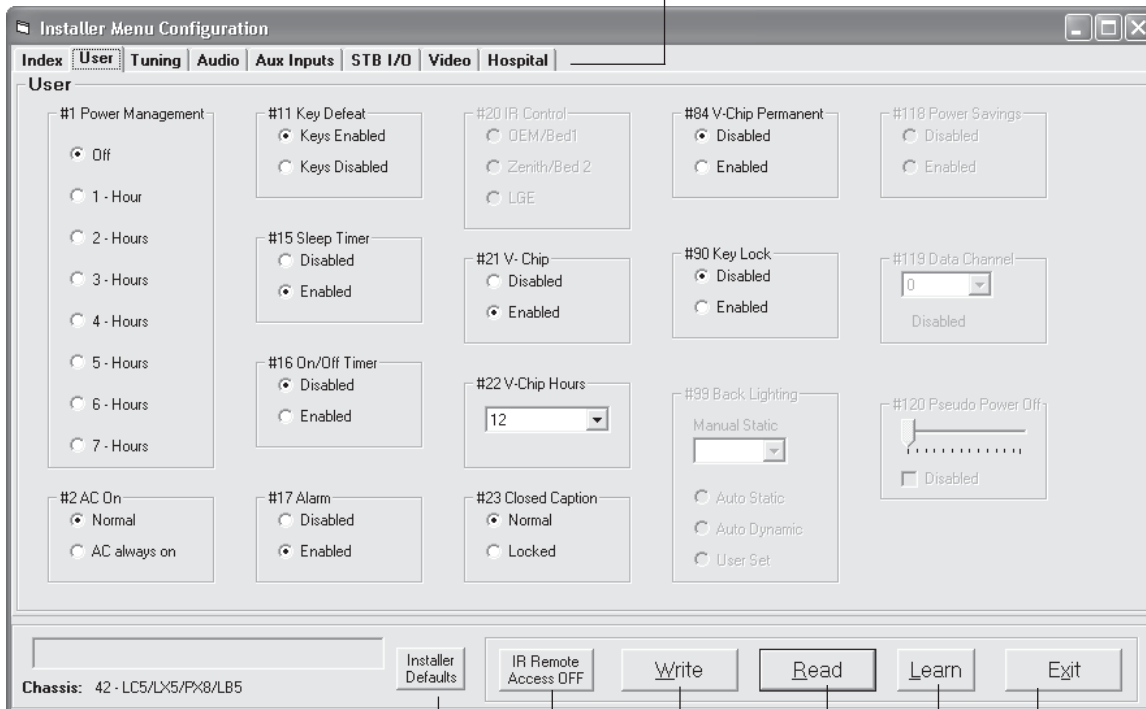 Installer Menu Configuration
Index User Tuning Audio Aux Inputs STB I/O Video Hospital
User
#1 Power Management
Off
1 - Hour
2 - Hours
3 - Hours
4 - Hours
5 - Hours
6 - Hours
7 - Hours
#2 AC On
Normal
AC always on
#11 Key Defeat
Keys Enabled
Keys Disabled
#15 Sleep Timer
Disabled
Enabled
#16 On/Off Timer
Disabled
Enabled
#17 Alarm
Disabled
Enabled
#20 IR Control
OEM/Bed1
Zenith/Bed 2
LGE
#21 V- Chip
Disabled
Enabled
#22 V-Chip Hours
12
#23 Closed Caption
Normal
Locked
#84 V-Chip Permanent
Disabled
Enabled
#90 Key Lock
Disabled
Enabled
#99 Back Lighting
Manual Static
Auto Static
Auto Dynamic
User Set
#118 Power Savings
Disabled
Enabled
#119 Data Channel
0
Disabled
#120 Pseudo Power Off
Disabled
Chassis: 42 - LC5/LX5/PX8/LB5
Installer
Defaults
IR Remote
Access OFF
Write
Read
Learn
Exit